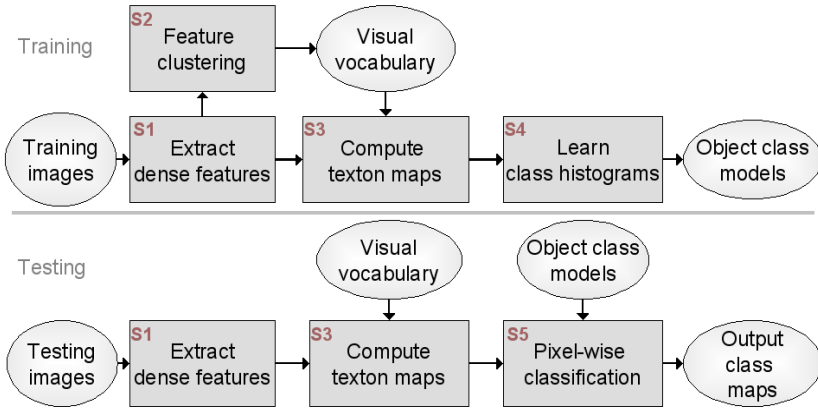 S2
Feature
clustering
Visual
vocabulary
Training
Training
images
S1
Extract
dense features
S3
Compute
texton maps
S4
Learn
class histograms
Object class
models
Testing
Visual
vocabulary
Object class
models
Testing
images
S1
Extract
dense features
S3
Compute
texton maps
S5
Pixel-wise
classification
Output
class
maps